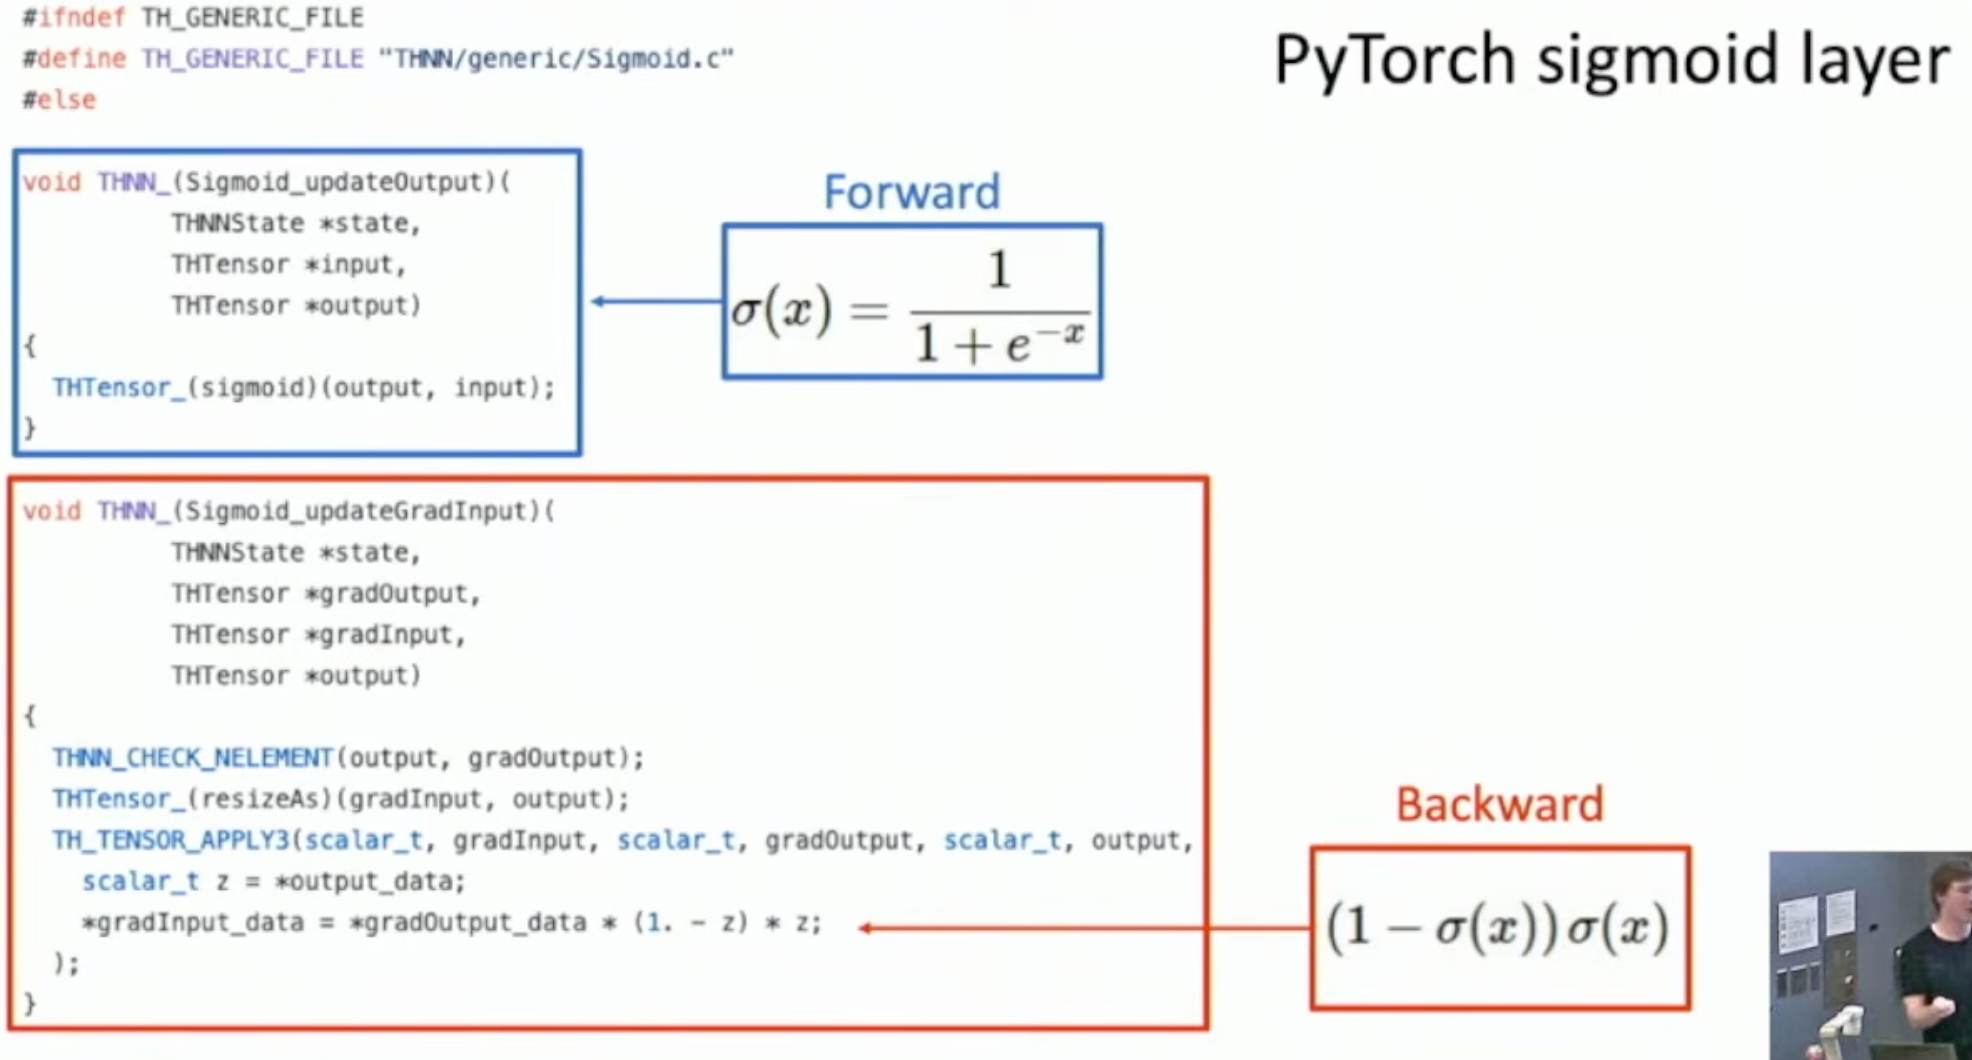 #ifndef TH_GENERIC_FILE
#define TH_GENERIC_FILE "THNN/generic/Sigmoid.c"
#else
PyTorch sigmoid layer
void THNN_(Sigmoid_updateOutput)(
THNNState *state,
THTensor *input,
THTensor *output)
{
THTensor_(sigmoid)(output, input);
}
Forward
σ(x) = 1 / (1 + e^{-x})
void THNN_(Sigmoid_updateGradInput)(
THNNState *state,
THTensor *gradOutput,
THTensor *gradInput,
THTensor *output)
{
THNN_CHECK_NELEMENT(output, gradOutput);
THTensor_(resizeAs)(gradInput, output);
TH_TENSOR_APPLY3(scalar_t, gradInput, scalar_t, gradOutput, scalar_t, output,
scalar_t z = *output_data;
*gradInput_data = *gradOutput_data * (1. - z) * z;
);
}
Backward
(1 − σ(x))σ(x)